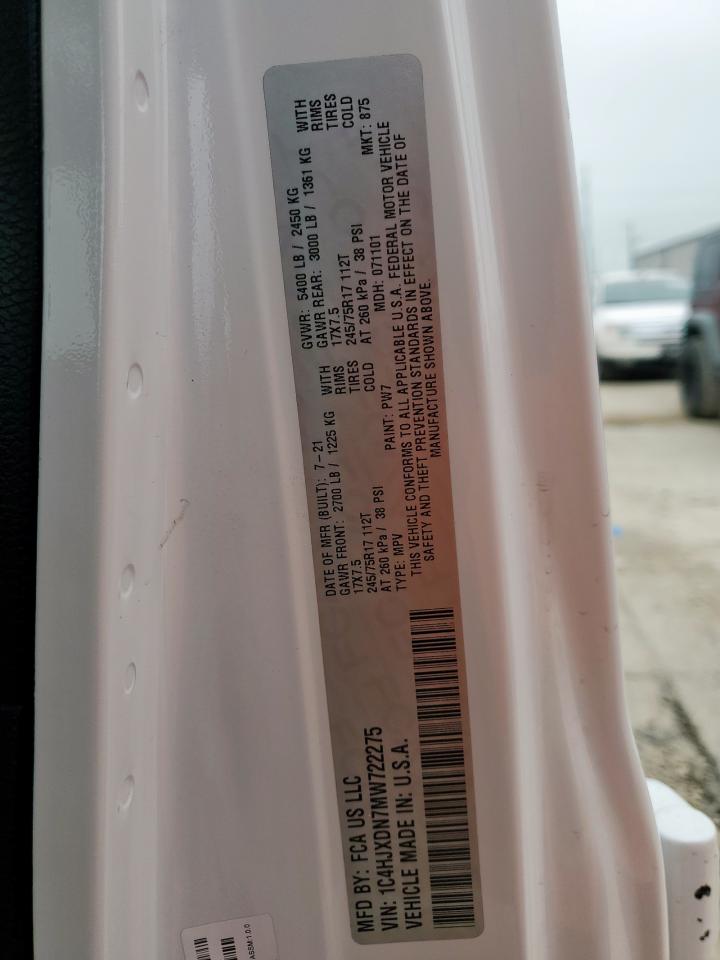 MFD BY: FCA US LLC
VIN: 1C4HJXDN7MW722275
VEHICLE MADE IN: U.S.A.
DATE OF MFR (BUILT): 7-21
GAWR FRONT: 2700 LB / 1225 KG WITH
17X7.5 RIMS
245/75R17 112T TIRES
AT 260 kPa / 38 PSI COLD
GVWR: 5400 LB / 2450 KG
GAWR REAR: 3000 LB / 1361 KG WITH
17X7.5 RIMS
245/75R17 112T TIRES
AT 260 kPa / 38 PSI COLD
TYPE: MPV PAINT: PW7 MDH: 071101 MKT: 875
THIS VEHICLE CONFORMS TO ALL APPLICABLE U.S.A. FEDERAL MOTOR VEHICLE
SAFETY AND THEFT PREVENTION STANDARDS IN EFFECT ON THE DATE OF
MANUFACTURE SHOWN ABOVE.
ASSM:1.0.0